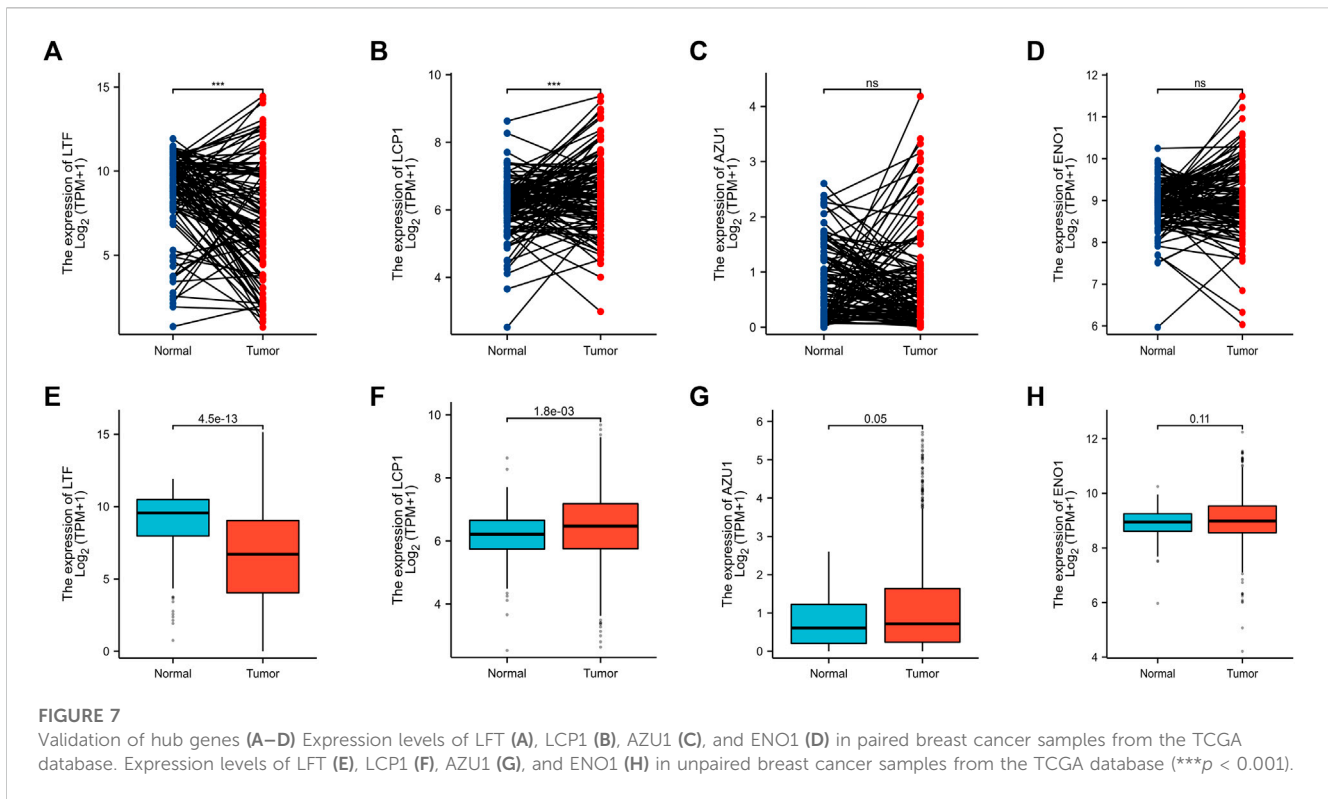 A
The expression of LTF
Log2 (TPM+1)
15
10
5
***
Normal
Tumor
B
The expression of LCP1
Log2 (TPM+1)
10
8
6
4
***
Normal
Tumor
C
The expression of AZU1
Log2 (TPM+1)
4
3
2
1
0
ns
Normal
Tumor
D
The expression of ENO1
Log2 (TPM+1)
12
11
10
9
8
7
6
ns
Normal
Tumor
E
The expression of LTF
Log2 (TPM+1)
15
10
5
0
4.5e-13
Normal
Tumor
F
The expression of LCP1
Log2 (TPM+1)
10
8
6
4
1.8e-03
Normal
Tumor
G
The expression of AZU1
Log2 (TPM+1)
6
5
4
3
2
1
0
0.05
Normal
Tumor
H
The expression of ENO1
Log2 (TPM+1)
12
10
8
6
4
0.11
Normal
Tumor
FIGURE 7
Validation of hub genes (A–D) Expression levels of LFT (A), LCP1 (B), AZU1 (C), and ENO1 (D) in paired breast cancer samples from the TCGA
database. Expression levels of LFT (E), LCP1 (F), AZU1 (G), and ENO1 (H) in unpaired breast cancer samples from the TCGA database (***p < 0.001).